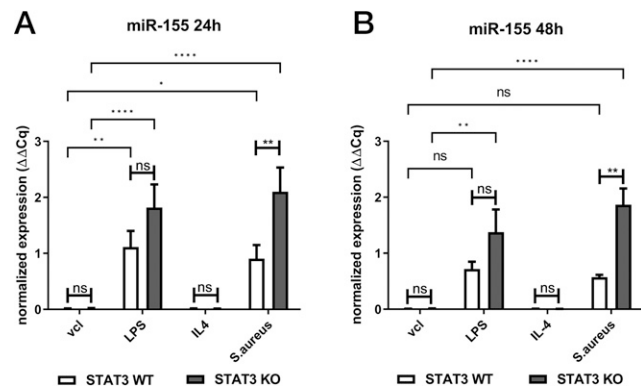 A
miR-155 24h
****
*
****
**
ns
**
ns
ns
normalized expression (ΔΔCq)
3
2
1
0
vcl
LPS
IL4
S.aureus
STAT3 WT
STAT3 KO
B
miR-155 48h
****
ns
**
ns
ns
**
ns
ns
normalized expression (ΔΔCq)
3
2
1
0
vcl
LPS
IL-4
S.aureus
STAT3 WT
STAT3 KO